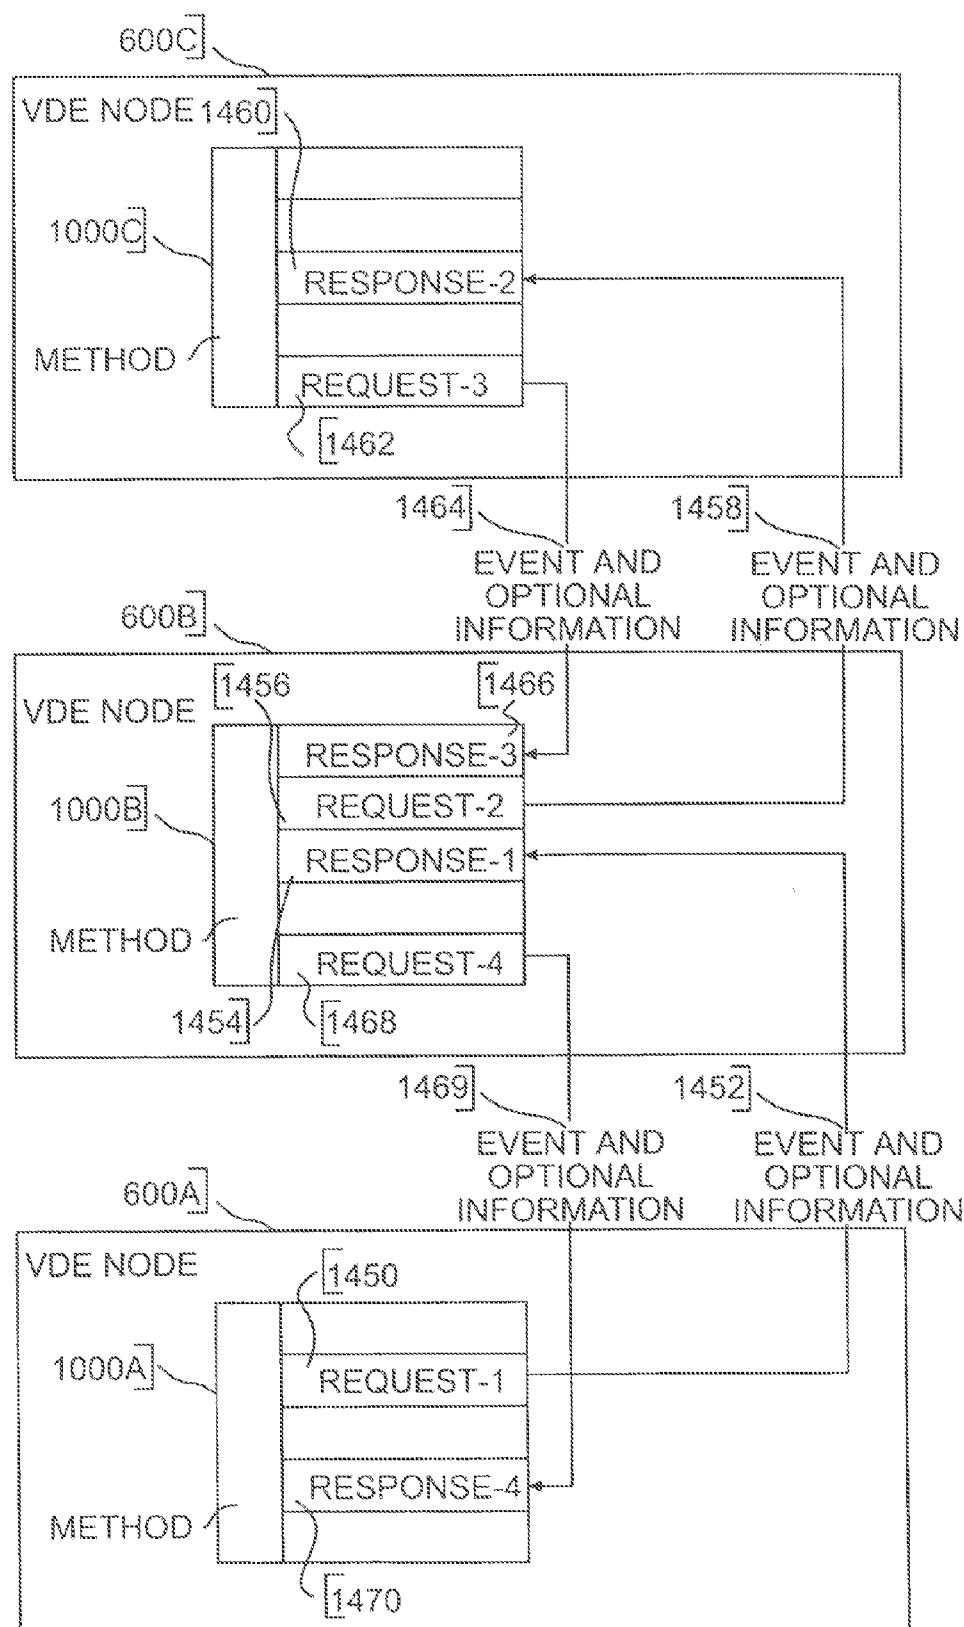 600C
VDE NODE 1460
1000C
RESPONSE-2
METHOD
REQUEST-3
1462
1464
1458
EVENT AND OPTIONAL INFORMATION
EVENT AND OPTIONAL INFORMATION
600B
1456
1466
VDE NODE
RESPONSE-3
1000B
REQUEST-2
RESPONSE-1
METHOD
REQUEST-4
1454
1468
1469
1452
EVENT AND OPTIONAL INFORMATION
EVENT AND OPTIONAL INFORMATION
600A
VDE NODE
1450
1000A
REQUEST-1
RESPONSE-4
METHOD
1470